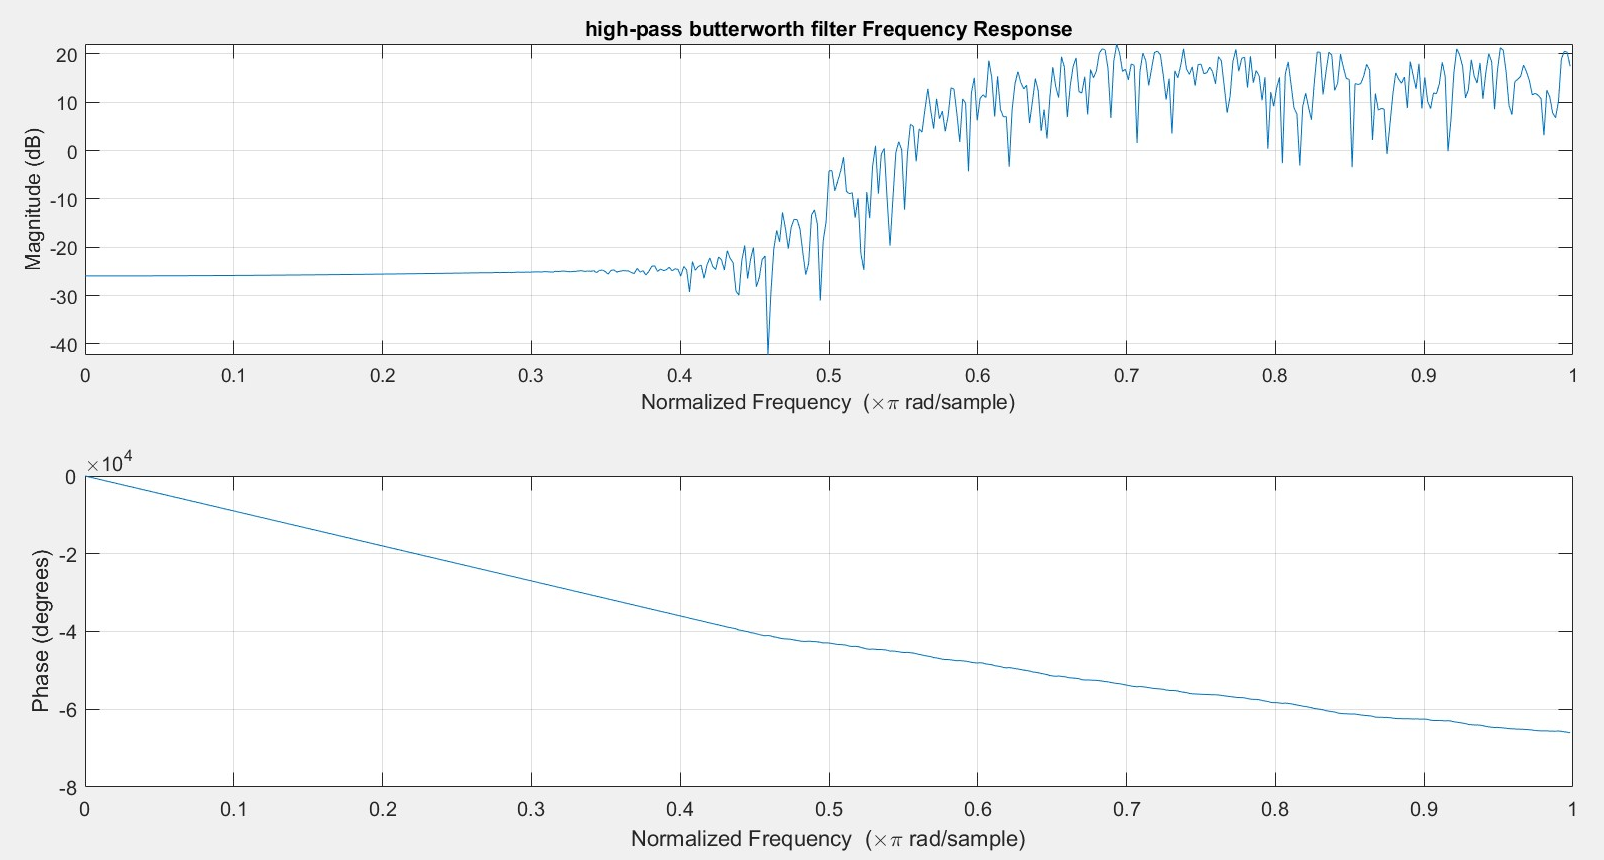 high-pass butterworth filter Frequency Response
20
10
0
-10
-20
-30
-40
Magnitude (dB)
0 0.1 0.2 0.3 0.4 0.5 0.6 0.7 0.8 0.9 1
Normalized Frequency (×π rad/sample)
×10⁴
0
-2
-4
-6
-8
Phase (degrees)
0 0.1 0.2 0.3 0.4 0.5 0.6 0.7 0.8 0.9 1
Normalized Frequency (×π rad/sample)